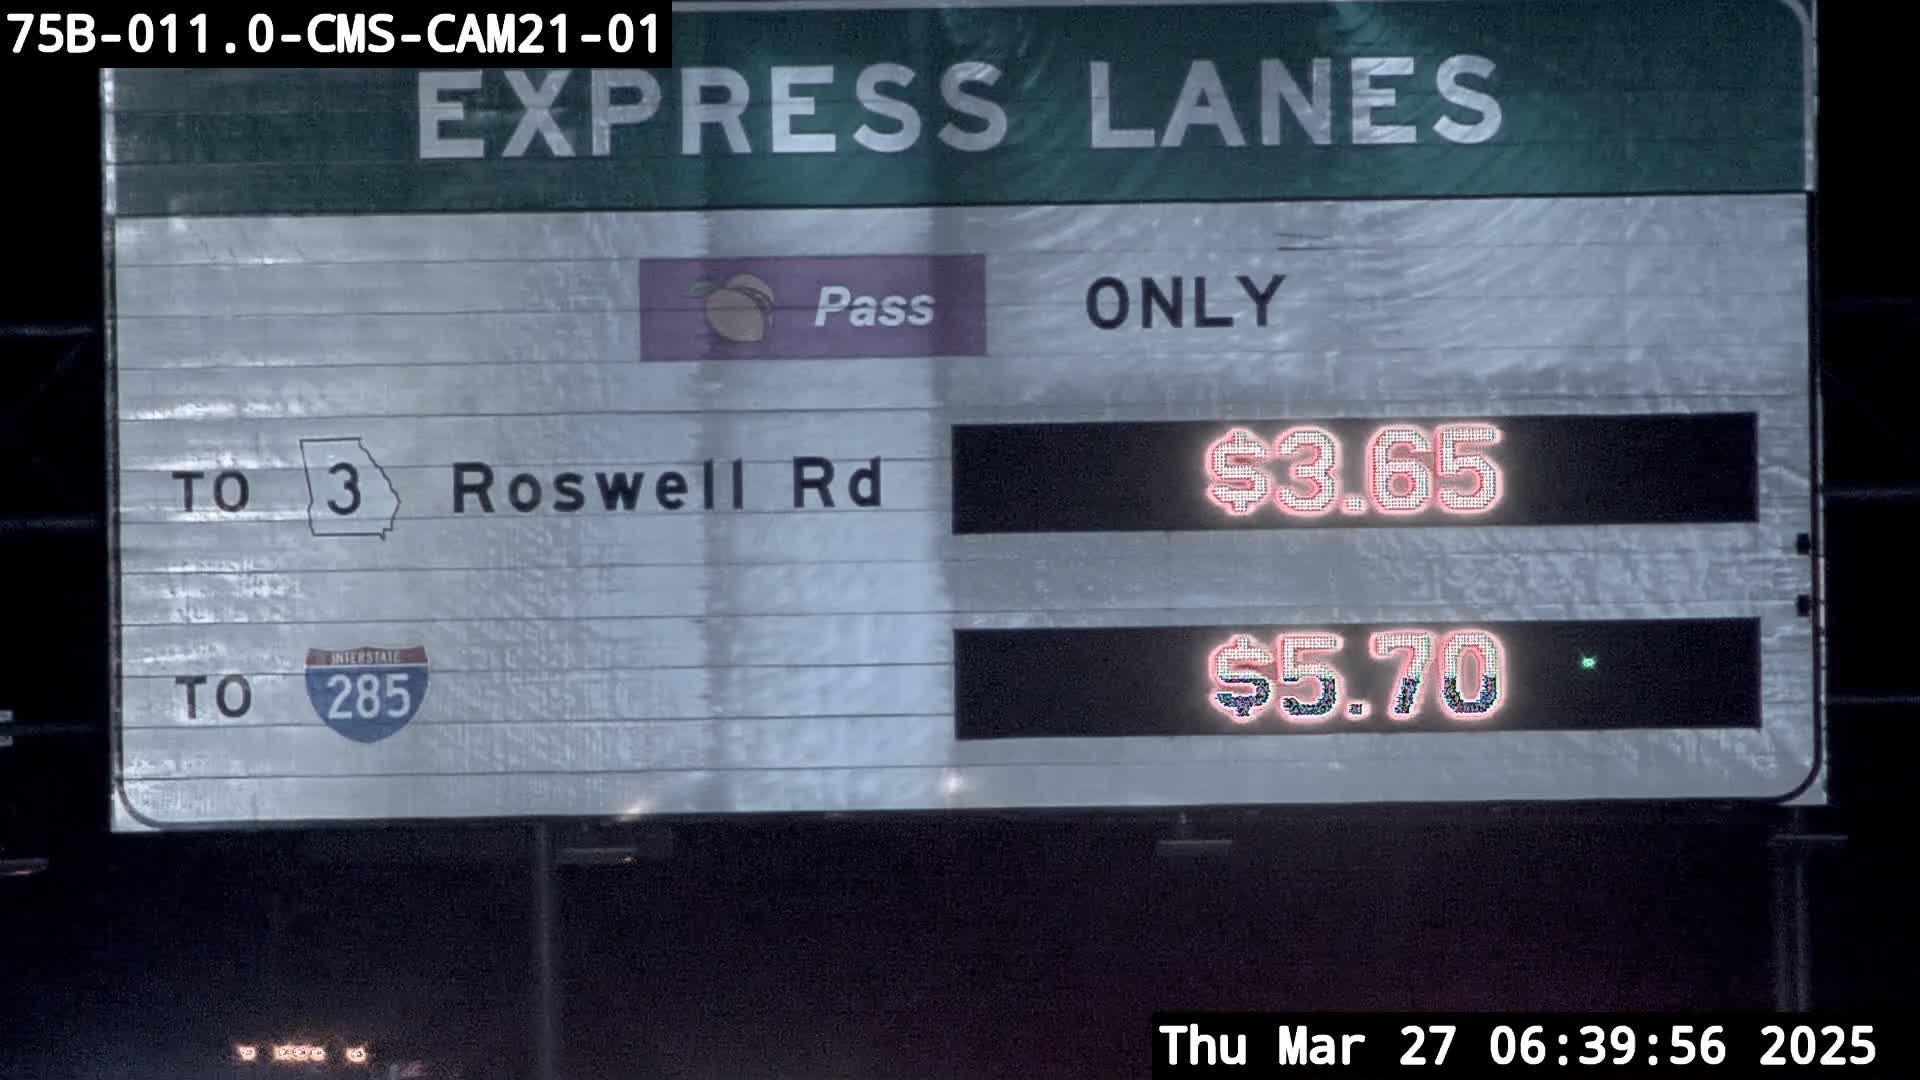 75B-011.0-CMS-CAM21-01
EXPRESS LANES
Pass ONLY
TO 3 Roswell Rd $3.65
INTERSTATE
TO 285 $5.70
Thu Mar 27 06:39:56 2025